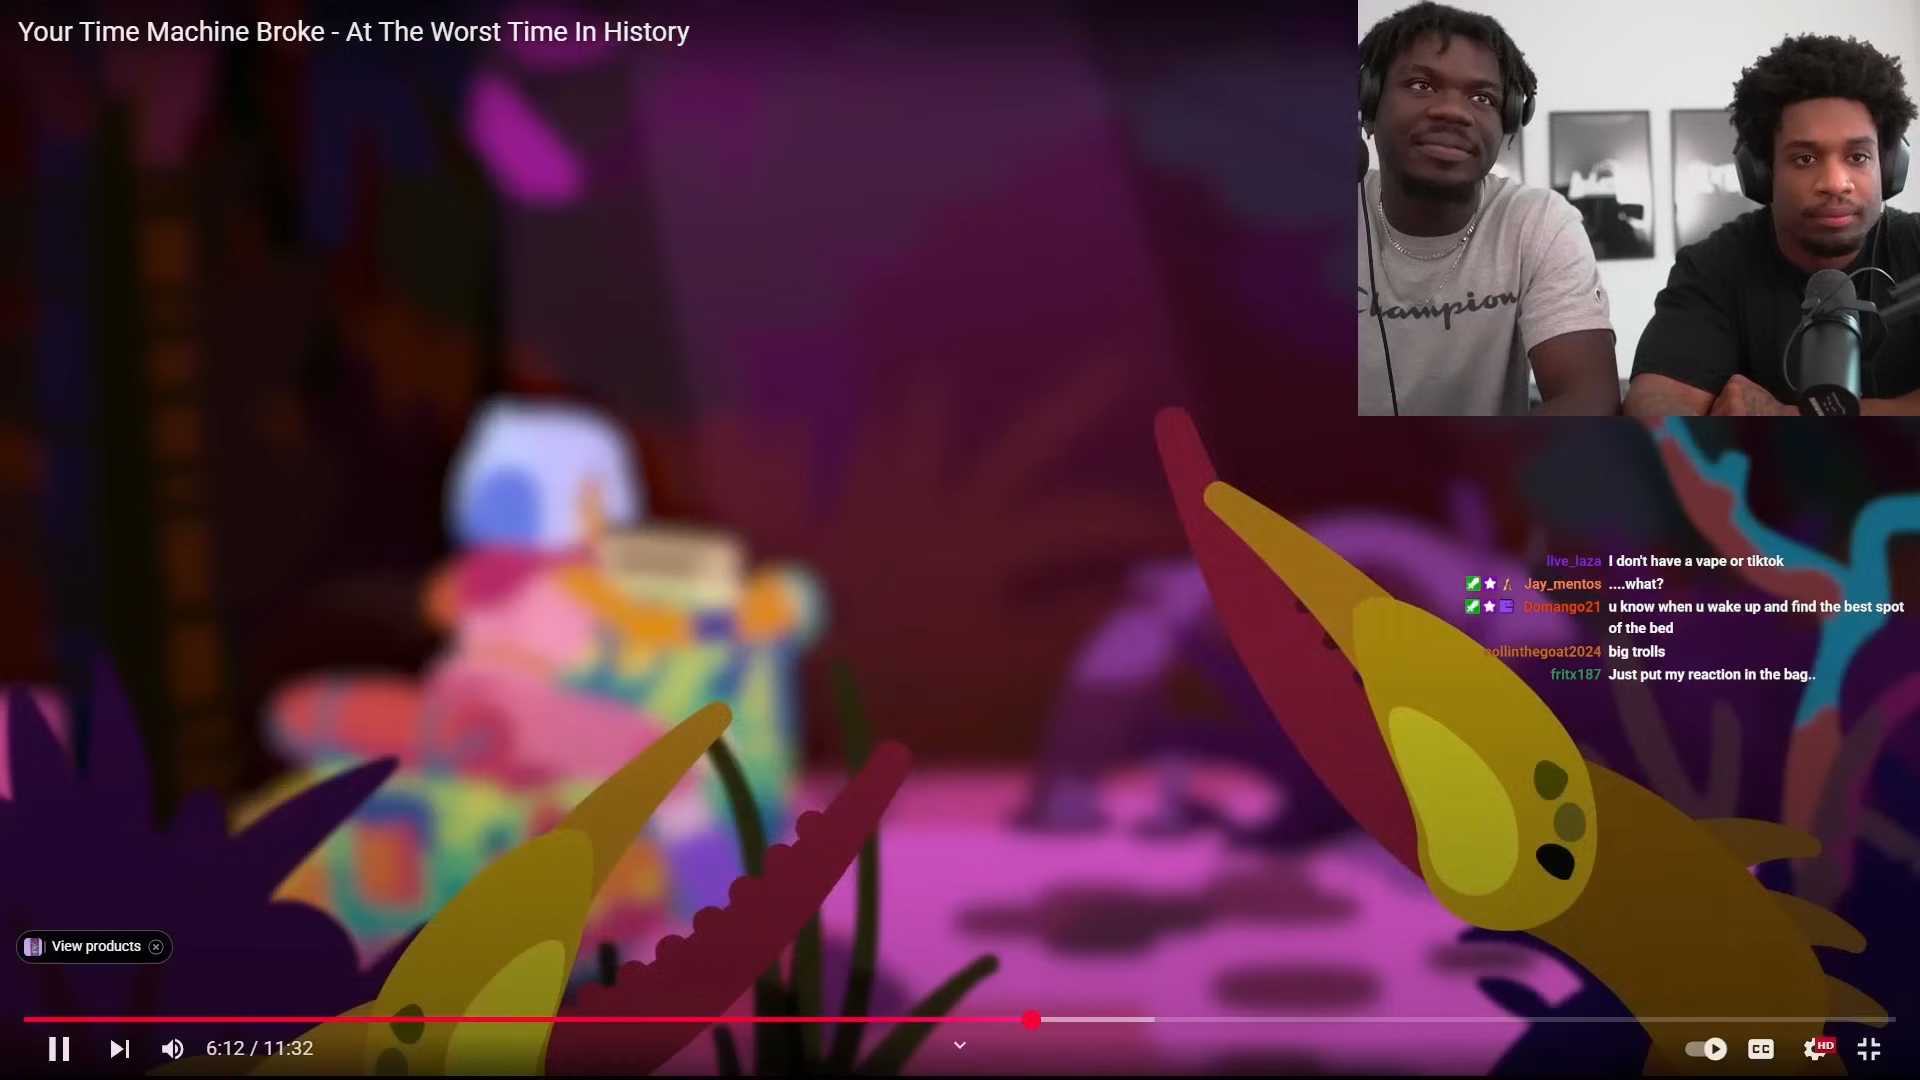 Your Time Machine Broke - At The Worst Time In History
Champion
live_laza I don't have a vape or tiktok
Jay_mentos ....what?
Domango21 u know when u wake up and find the best spot
of the bed
collinthegoat2024 big trolls
fritx187 Just put my reaction in the bag..
View products
6:12 / 11:32
CC
HD